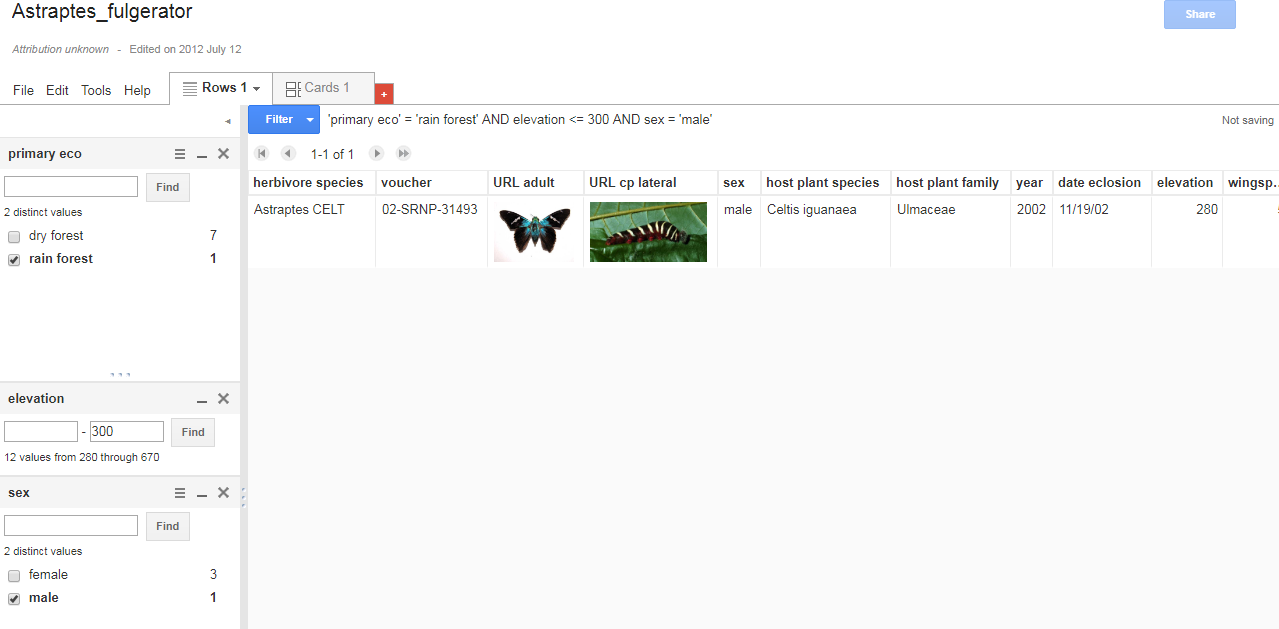 Astraptes_fulgerator
Share
Attribution unknown - Edited on 2012 July 12
File Edit Tools Help Rows 1 Cards 1 +
Filter 'primary eco' = 'rain forest' AND elevation <= 300 AND sex = 'male' Not saving
1-1 of 1
primary eco
Find
2 distinct values
dry forest 7
rain forest 1
elevation
- 300 Find
12 values from 280 through 670
sex
Find
2 distinct values
female 3
male 1
herbivore species voucher URL adult URL cp lateral sex host plant species host plant family year date eclosion elevation wingsp...
Astraptes CELT 02-SRNP-31493 male Celtis iguanaea Ulmaceae 2002 11/19/02 280